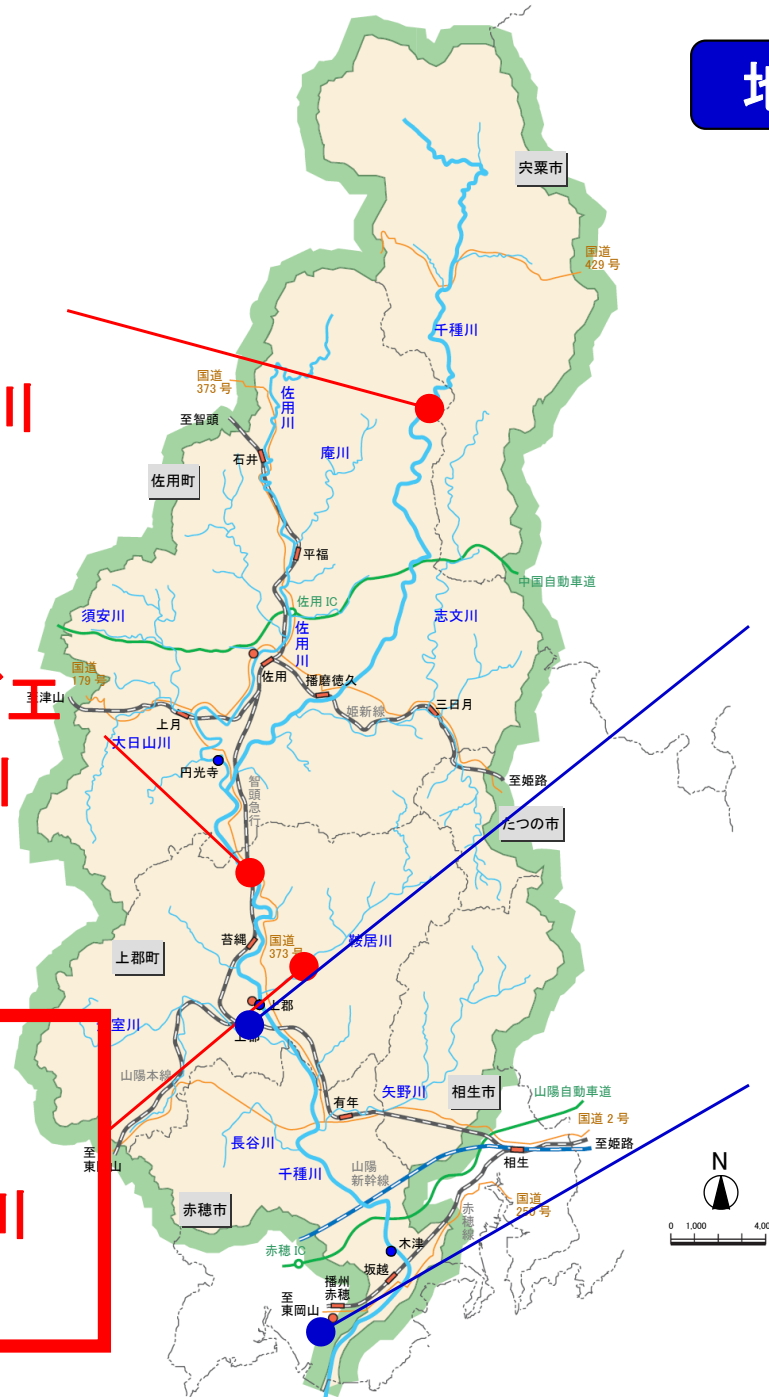 地
宍粟市
国道
429 号
千種川
国道
373 号
佐用川
川
至智頭
石井
庵川
佐用町
平福
中国自動車道
佐用 IC
須安川
志文川
佐用川
国道
179 号
佐用
播磨徳久
工
至津山
三日月
上月
姫新線
大日山川
円光寺
智頭急行
至姫路
川
たつの市
苔縄
国道
373 号
鞍居川
上郡町
上郡
室川
上郡
山陽本線
有年
矢野川
相生市
山陽自動車道
国道 2 号
至
東岡山
長谷川
千種川
山陽
新幹線
相生
至姫路
N
赤穂市
国道
250 号
川
赤穂線
赤穂 IC
木津
坂越
0 1,000 4,00
播州
赤穂
至
東岡山